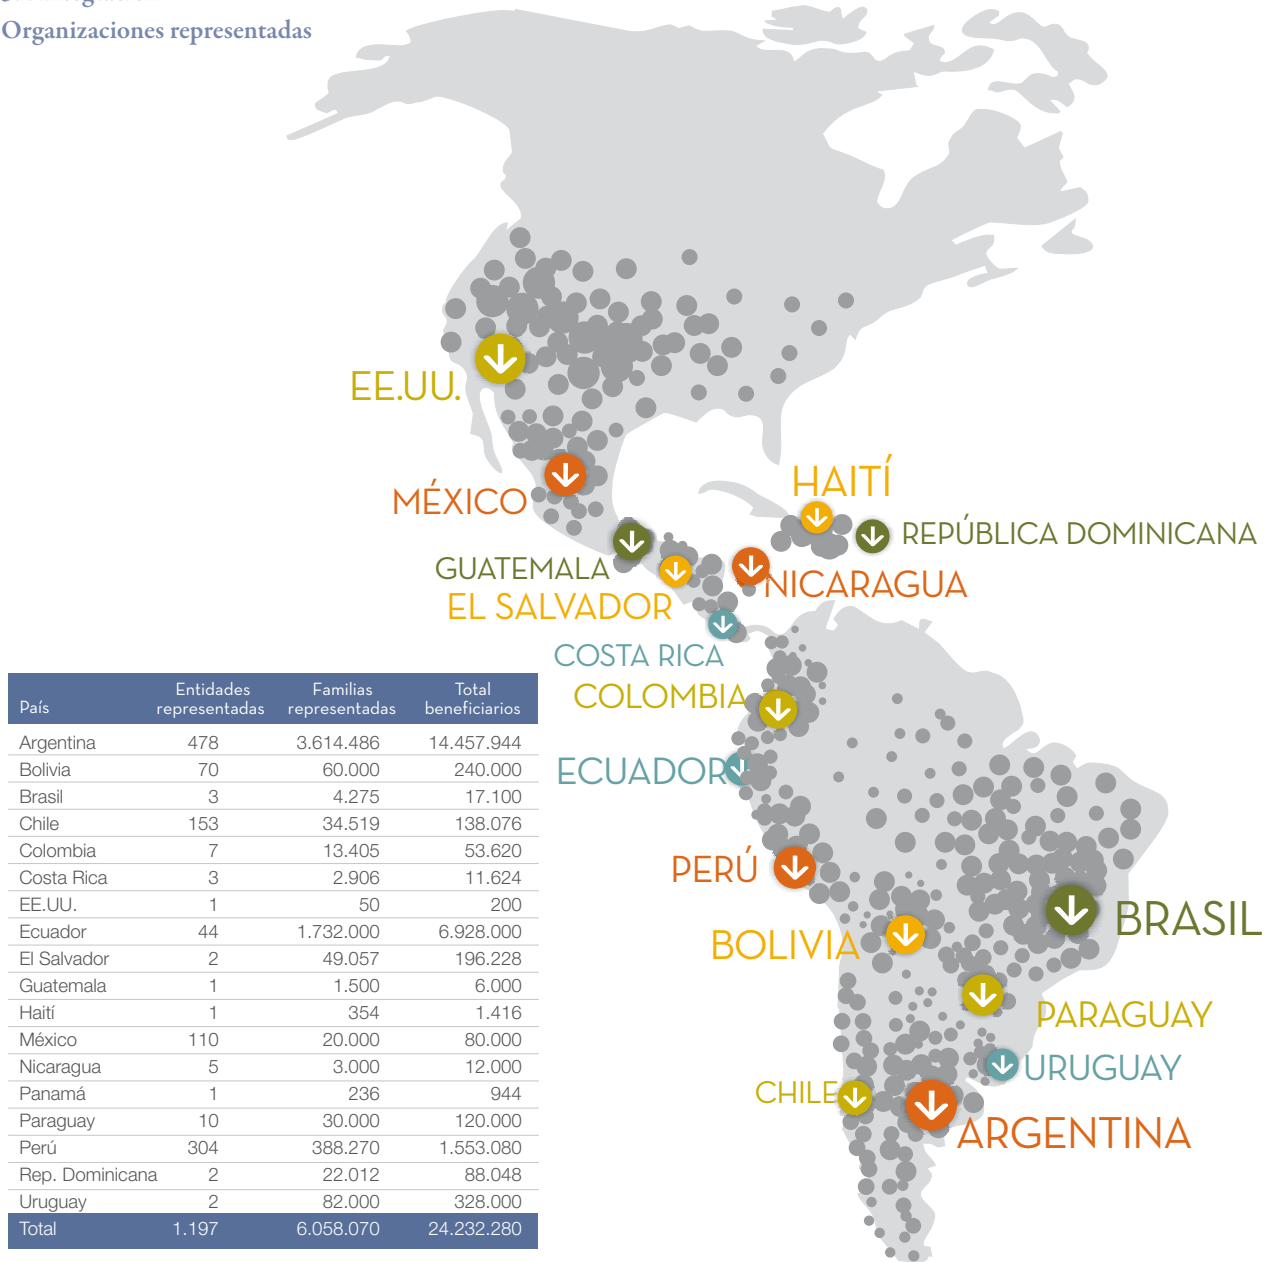 Organizaciones representadas
EE.UU.
MÉXICO
HAITÍ
REPÚBLICA DOMINICANA
GUATEMALA
NICARAGUA
EL SALVADOR
COSTA RICA
COLOMBIA
ECUADOR
PERÚ
BOLIVIA
BRASIL
PARAGUAY
URUGUAY
CHILE
ARGENTINA
País Entidades representadas Familias representadas Total beneficiarios
Argentina 478 3.614.486 14.457.944
Bolivia 70 60.000 240.000
Brasil 3 4.275 17.100
Chile 153 34.519 138.076
Colombia 7 13.405 53.620
Costa Rica 3 2.906 11.624
EE.UU. 1 50 200
Ecuador 44 1.732.000 6.928.000
El Salvador 2 49.057 196.228
Guatemala 1 1.500 6.000
Haití 1 354 1.416
México 110 20.000 80.000
Nicaragua 5 3.000 12.000
Panamá 1 236 944
Paraguay 10 30.000 120.000
Perú 304 388.270 1.553.080
Rep. Dominicana 2 22.012 88.048
Uruguay 2 82.000 328.000
Total 1.197 6.058.070 24.232.280